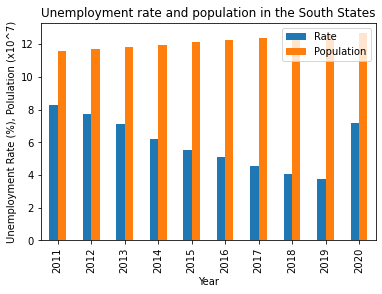 Unemployment rate and population in the South States
Rate
Population
Unemployment Rate (%), Polulation (x10^7)
12
10
8
6
4
2
0
2011 2012 2013 2014 2015 2016 2017 2018 2019 2020
Year